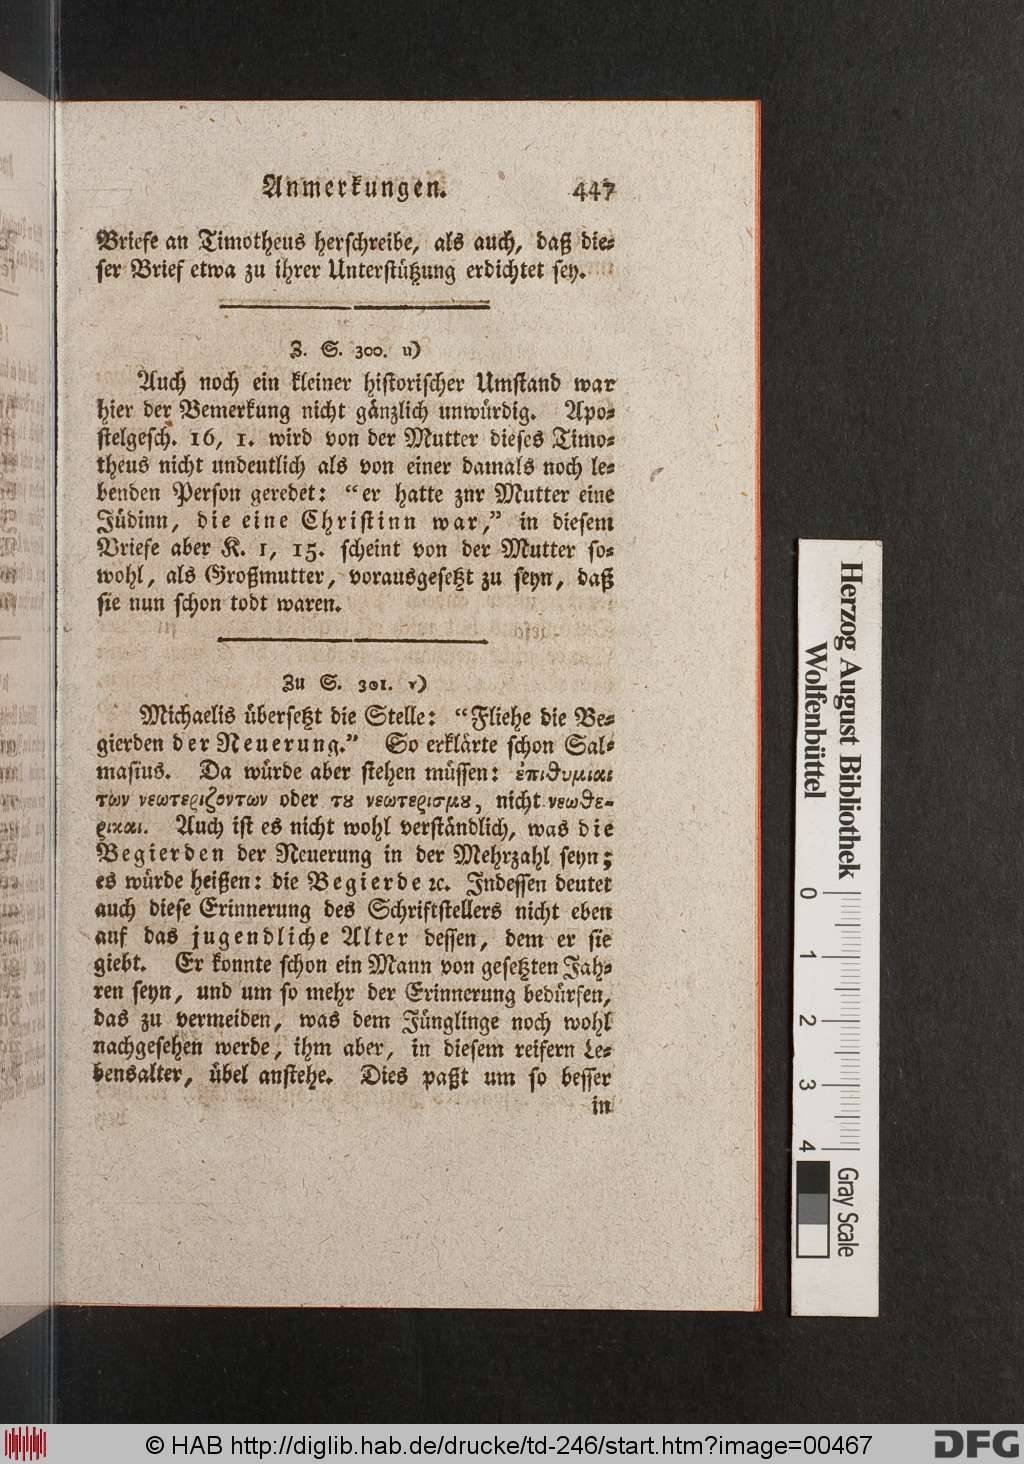 Anmerkungen. 447
Briefe an Timotheus herschreibe, als auch, daß die-
ser Brief etwa zu ihrer Unterstützung erdichtet sey.
Z. S. 300. u)
Auch noch ein kleiner historischer Umstand war
hier der Bemerkung nicht gänzlich unwürdig. Apo-
stelgesch. 16, 1. wird von der Mutter dieses Timo-
theus nicht undeutlich als von einer damals noch le-
benden Person geredet: “er hatte znr Mutter eine
Jüdinn, die eine Christinn war,” in diesem
Briefe aber K. 1, 15. scheint von der Mutter so-
wohl, als Großmutter, vorausgesetzt zu seyn, daß
sie nun schon todt waren.
Zu S. 301. v)
Michaelis übersetzt die Stelle: “Fliehe die Be-
gierden der Neuerung.” So erklärte schon Sal-
masius. Da würde aber stehen müssen: ἐπιθυμιαι
των νεωτεριζοντων oder τȣ νεωτερισμȣ, nicht νεωθε-
ρικαι. Auch ist es nicht wohl verständlich, was die
Begierden der Neuerung in der Mehrzahl seyn;
es würde heißen: die Begierde ꝛc. Indessen deutet
auch diese Erinnerung des Schriftstellers nicht eben
auf das jugendliche Alter dessen, dem er sie
giebt. Er konnte schon ein Mann von gesetzten Jah-
ren seyn, und um so mehr der Erinnerung bedürfen,
das zu vermeiden, was dem Jünglinge noch wohl
nachgesehen werde, ihm aber, in diesem reifern Le-
bensalter, übel anstehe. Dies paßt um so besser
in
Herzog August Bibliothek
Wolfenbüttel
0 1 2 3 4
Gray Scale
© HAB http://diglib.hab.de/drucke/td-246/start.htm?image=00467
DFG